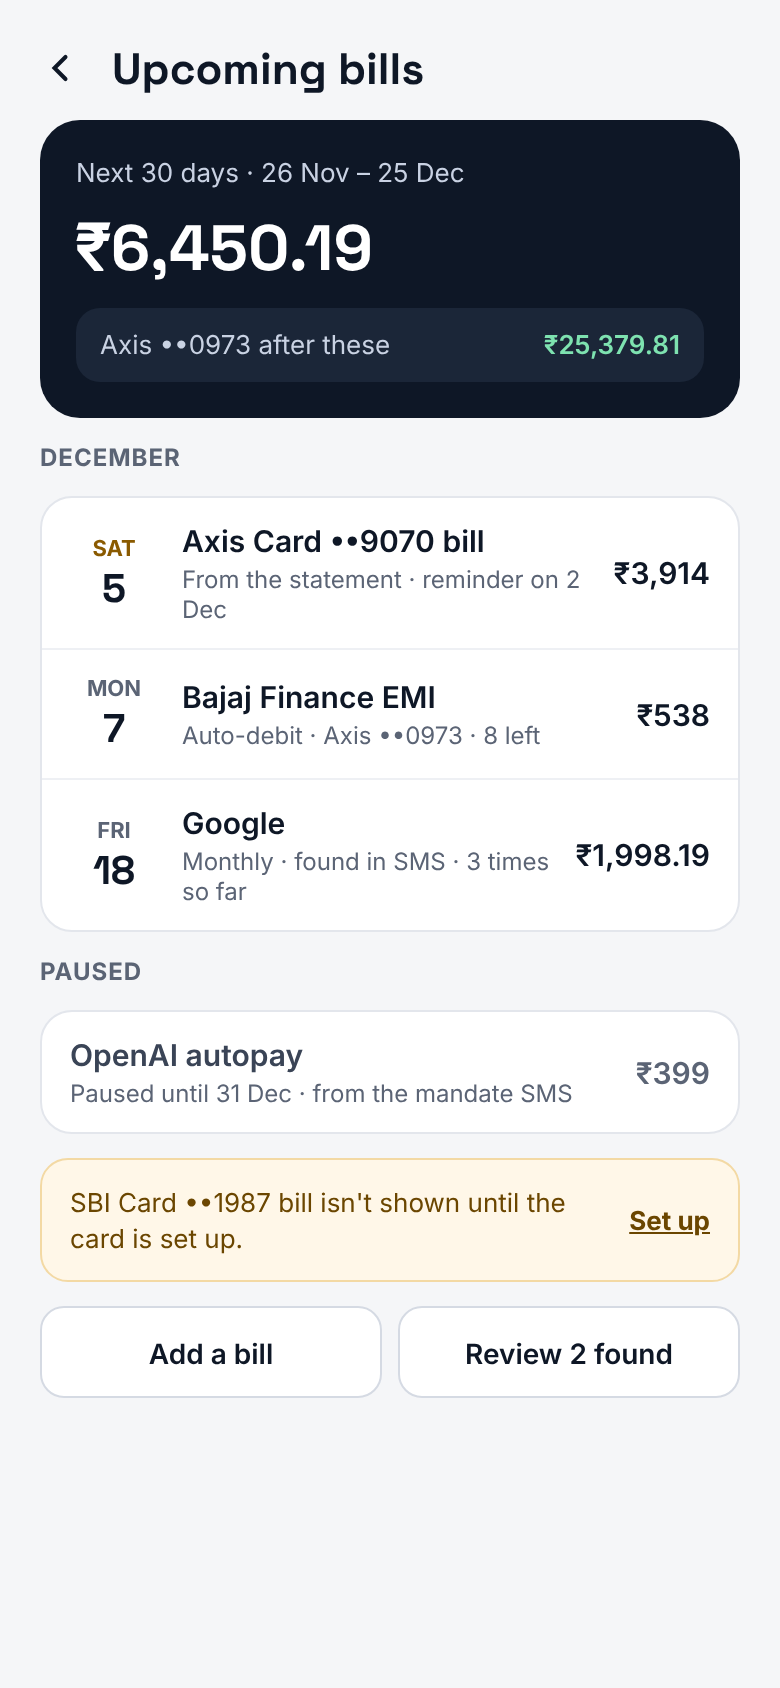 Upcoming bills
Next 30 days · 26 Nov – 25 Dec
₹6,450.19
Axis ••0973 after these ₹25,379.81
DECEMBER
SAT
5
Axis Card ••9070 bill
From the statement · reminder on 2
Dec
₹3,914
MON
7
Bajaj Finance EMI
Auto-debit · Axis ••0973 · 8 left
₹538
FRI
18
Google
Monthly · found in SMS · 3 times
so far
₹1,998.19
PAUSED
OpenAI autopay
Paused until 31 Dec · from the mandate SMS
₹399
SBI Card ••1987 bill isn't shown until the
card is set up.
Set up
Add a bill
Review 2 found